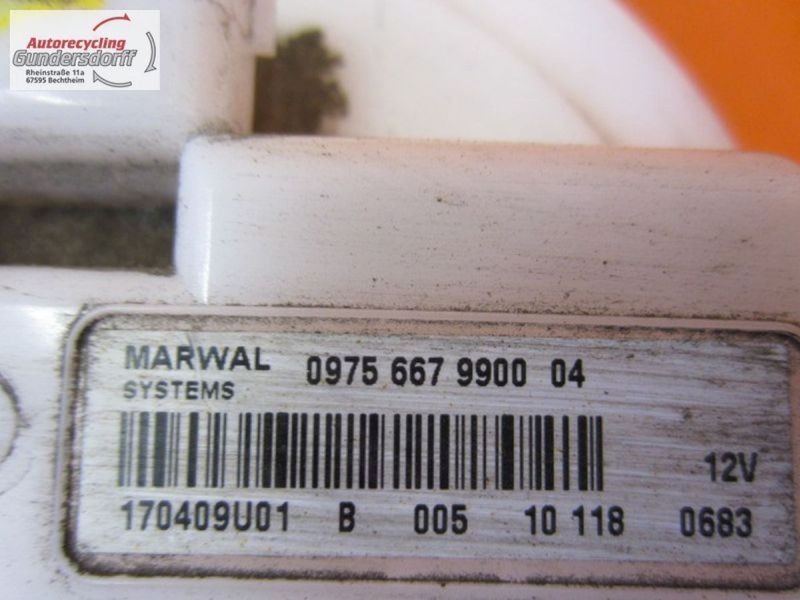 Autorecycling
Gundersdorff
Rheinstraße 11a
67595 Bechtheim
MARWAL 0975 667 9900 04
SYSTEMS
12V
170409U01 B 005 10 118 0683